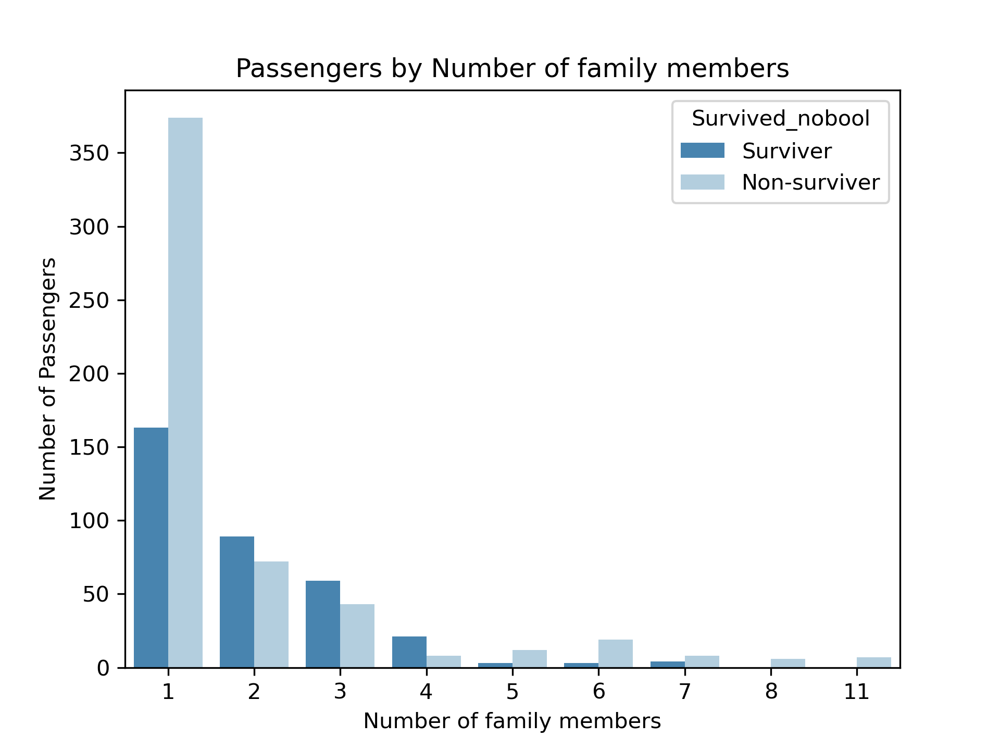 Passengers by Number of family members
Survived_nobool
Surviver
Non-surviver
Number of Passengers
350
300
250
200
150
100
50
0
1 2 3 4 5 6 7 8 11
Number of family members